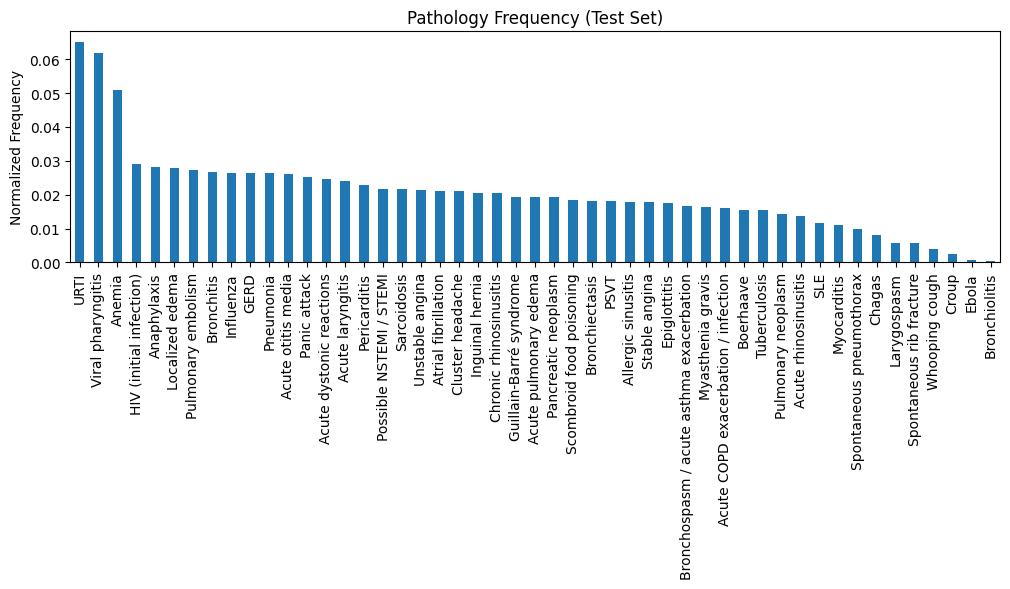 Pathology Frequency (Test Set)
Normalized Frequency
0.06
0.05
0.04
0.03
0.02
0.01
0.00
URTI
Viral pharyngitis
Anemia
HIV (initial infection)
Anaphylaxis
Localized edema
Pulmonary embolism
Bronchitis
Influenza
GERD
Pneumonia
Acute otitis media
Panic attack
Acute dystonic reactions
Acute laryngitis
Pericarditis
Possible NSTEMI / STEMI
Sarcoidosis
Unstable angina
Atrial fibrillation
Cluster headache
Inguinal hernia
Chronic rhinosinusitis
Guillain-Barré syndrome
Acute pulmonary edema
Pancreatic neoplasm
Scombroid food poisoning
Bronchiectasis
PSVT
Allergic sinusitis
Stable angina
Epiglottitis
Bronchospasm / acute asthma exacerbation
Myasthenia gravis
Acute COPD exacerbation / infection
Boerhaave
Tuberculosis
Pulmonary neoplasm
Acute rhinosinusitis
SLE
Myocarditis
Spontaneous pneumothorax
Chagas
Larygospasm
Spontaneous rib fracture
Whooping cough
Croup
Ebola
Bronchiolitis